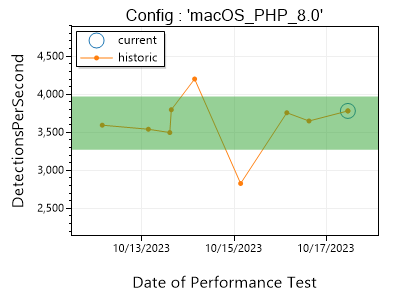 Config : 'macOS_PHP_8.0'
current
historic
4,500
4,000
3,500
3,000
2,500
DetectionsPerSecond
10/13/2023 10/15/2023 10/17/2023
Date of Performance Test